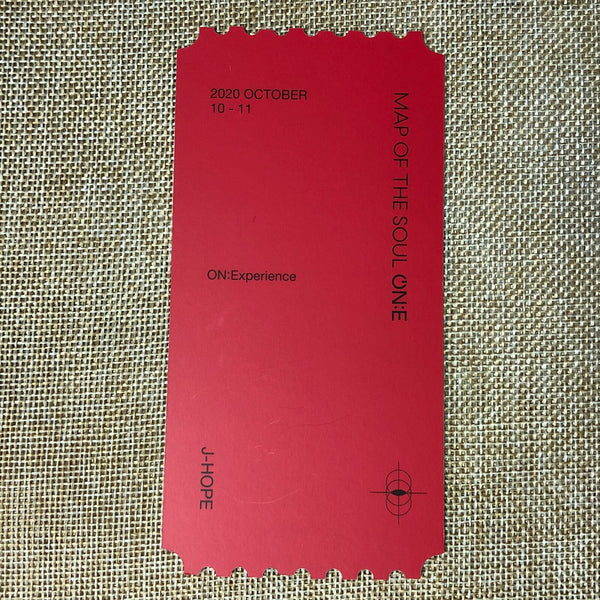 2020 OCTOBER
10 - 11
MAP OF THE SOUL ON:E
ON:Experience
J-HOPE